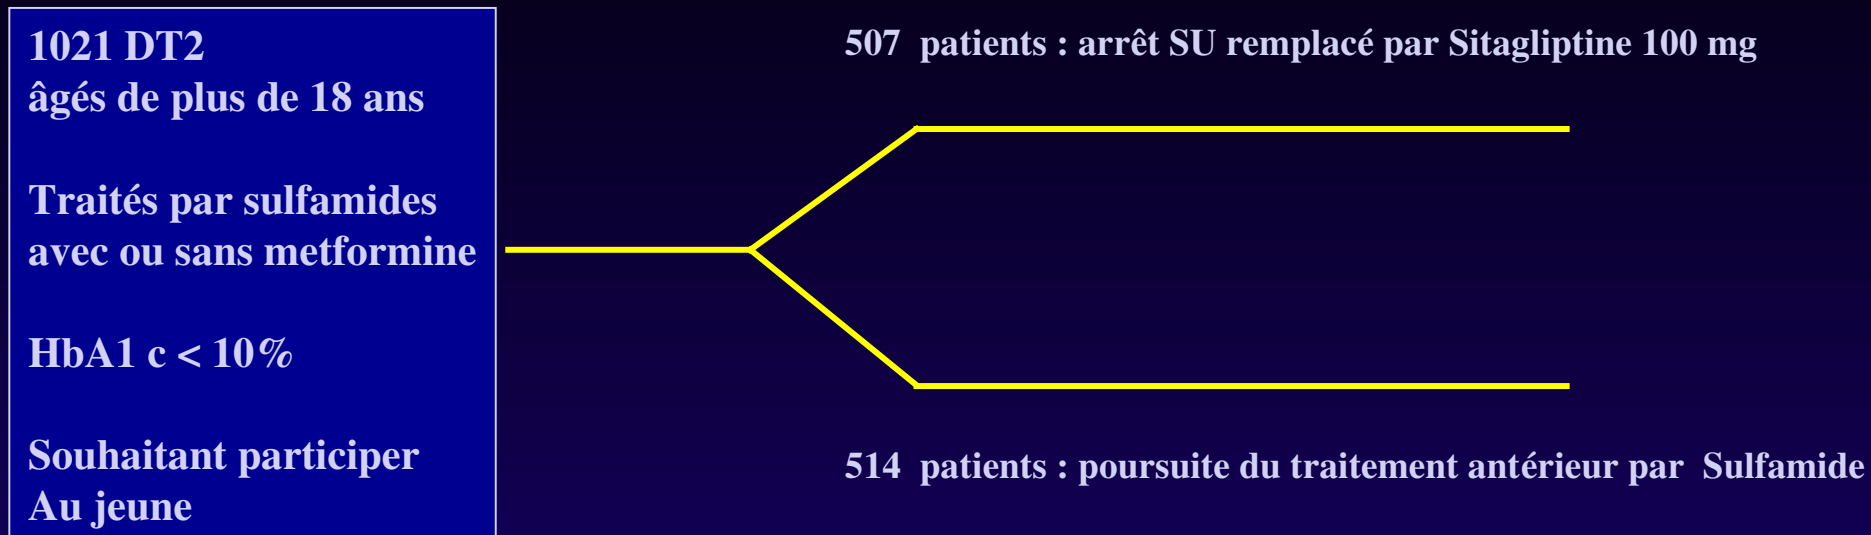 1021 DT2
âgés de plus de 18 ans
Traités par sulfamides
avec ou sans metformine
HbA1 c < 10%
Souhaitant participer
Au jeune
507 patients : arrêt SU remplacé par Sitagliptine 100 mg
514 patients : poursuite du traitement antérieur par Sulfamide